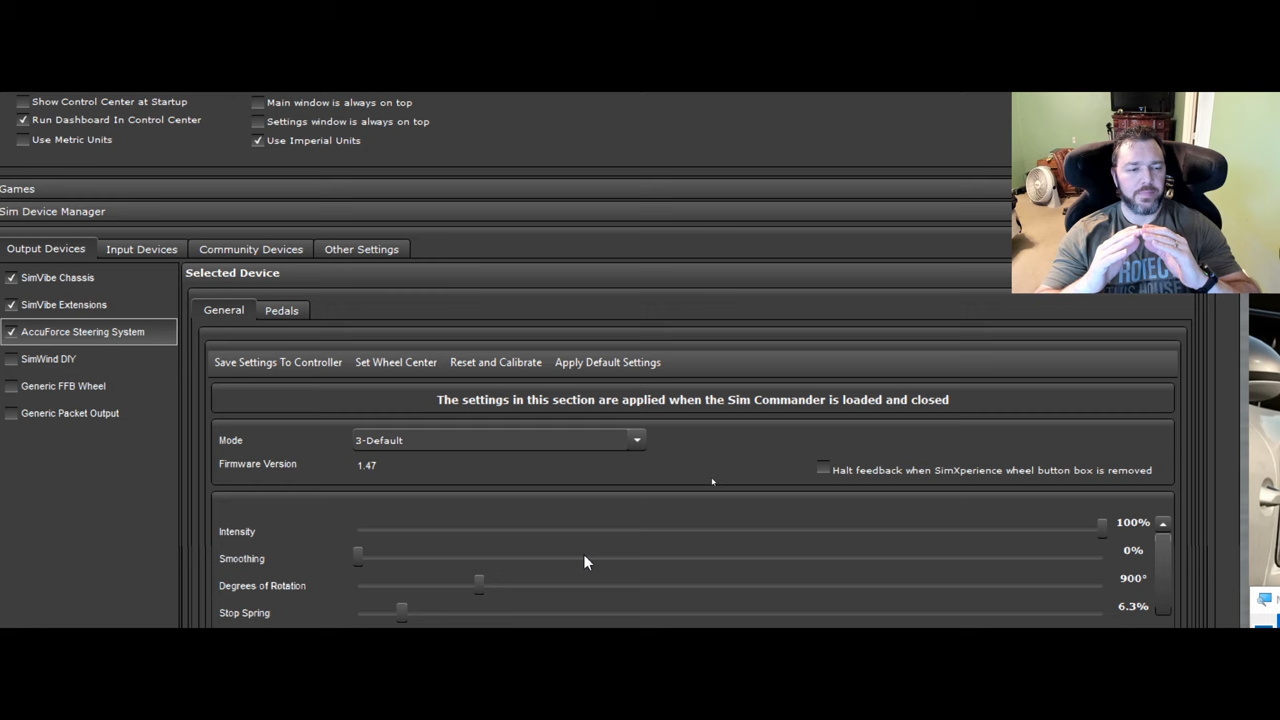 Show Control Center at Startup
Main window is always on top
Run Dashboard In Control Center
Settings window is always on top
Use Metric Units
Use Imperial Units
Games
Sim Device Manager
Output Devices
Input Devices
Community Devices
Other Settings
SimVibe Chassis
SimVibe Extensions
AccuForce Steering System
SimWind DIY
Generic FFB Wheel
Generic Packet Output
Selected Device
General
Pedals
Save Settings To Controller
Set Wheel Center
Reset and Calibrate
Apply Default Settings
The settings in this section are applied when the Sim Commander is loaded and closed
Mode
3-Default
Firmware Version
1.47
Halt feedback when SimXperience wheel button box is removed
Intensity
100%
Smoothing
0%
Degrees of Rotation
900°
Stop Spring
6.3%
PROTECT
THIS HOUSE